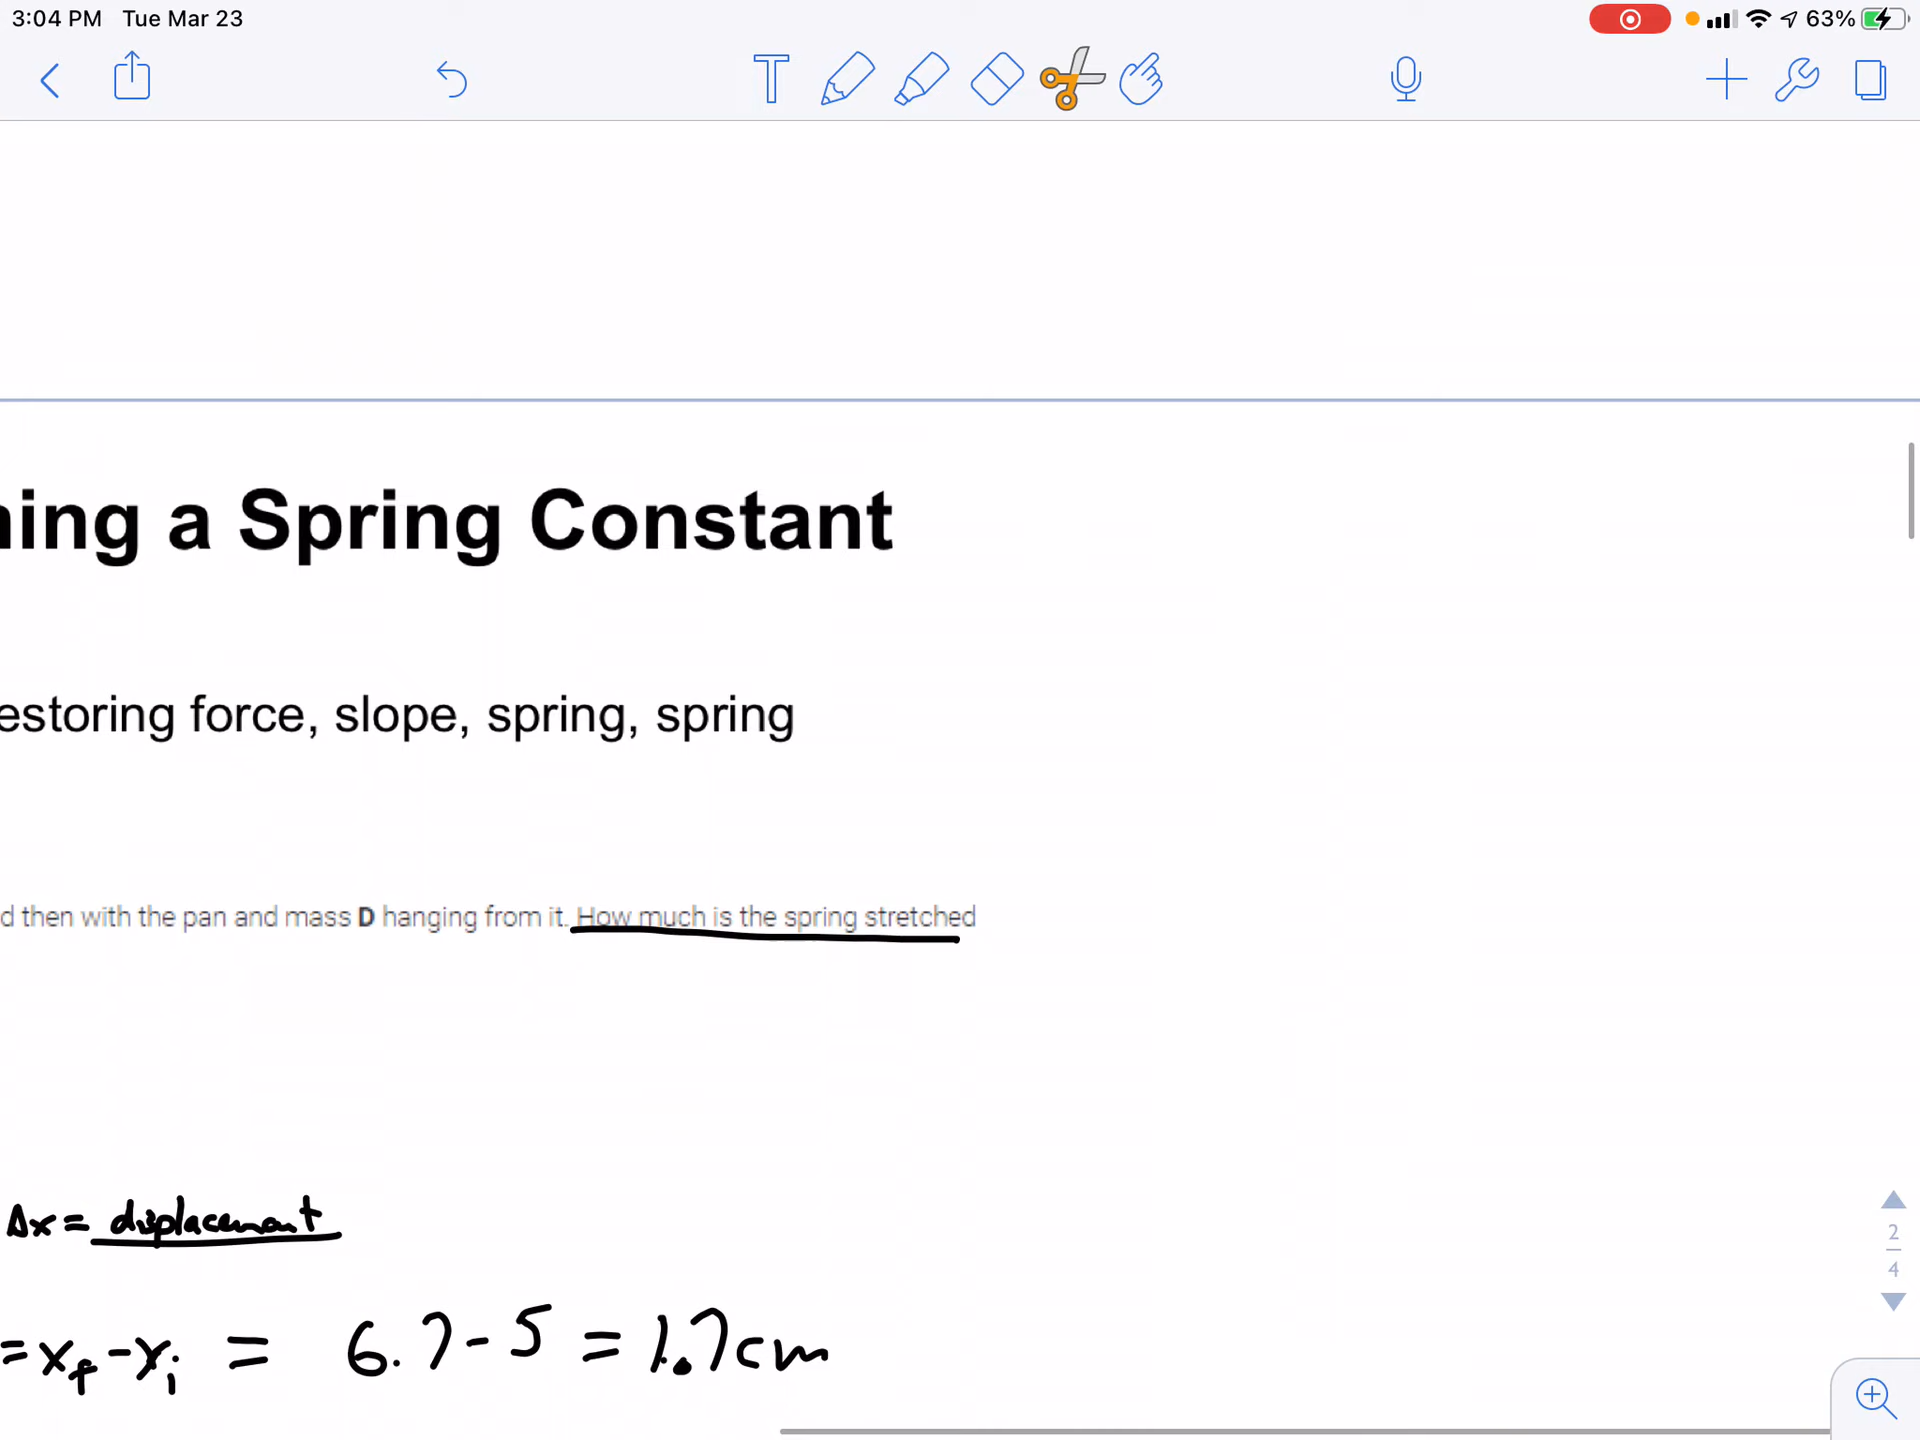 3:04 PM Tue Mar 23 63%
T
ning a Spring Constant
estoring force, slope, spring, spring
d then with the pan and mass D hanging from it. How much is the spring stretched
Δx = displacement
= xf - xi = 6.7 - 5 = 1.7cm
2
4